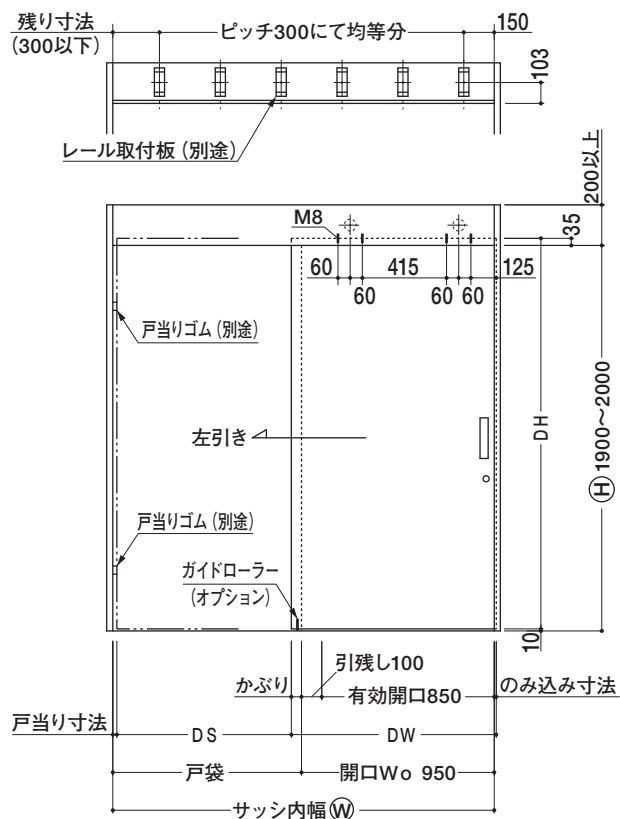 残り寸法
(300以下)
ピッチ300にて均等分
150
103
レール取付板 (別途)
200以上
M8
35
60
415
125
60
60
60
戸当りゴム (別途)
左引き
DH
Ⓗ 1900～2000
戸当りゴム (別途)
ガイドローラー
(オプション)
10
引残し100
かぶり
有効開口850
のみ込み寸法
戸当り寸法
DS
DW
戸袋
開口Wo 950
サッシ内幅Ⓦ